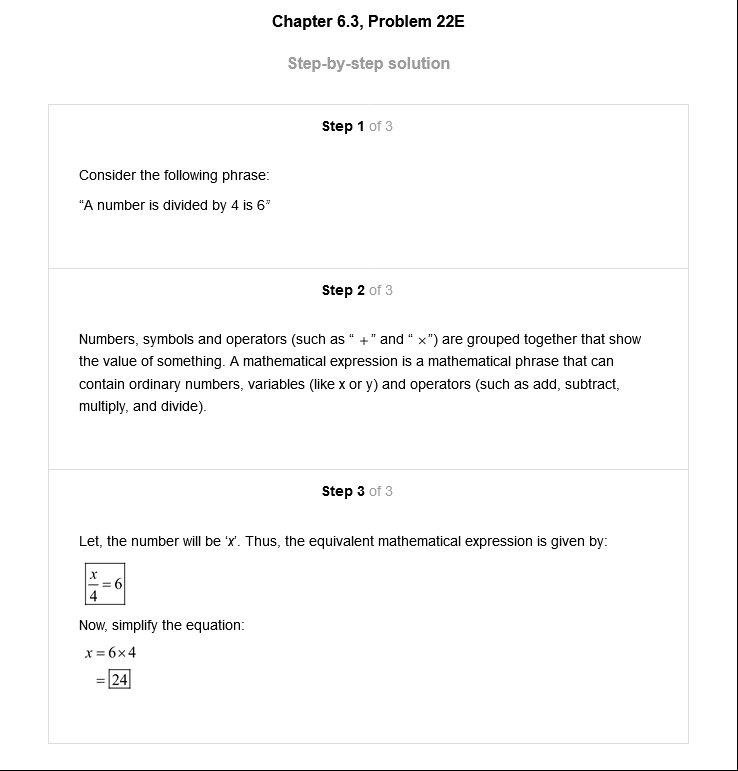 Chapter 6.3, Problem 22E
Step-by-step solution
Step 1 of 3
Consider the following phrase:
“A number is divided by 4 is 6”
Step 2 of 3
Numbers, symbols and operators (such as “ +” and “ ×”) are grouped together that show
the value of something. A mathematical expression is a mathematical phrase that can
contain ordinary numbers, variables (like x or y) and operators (such as add, subtract,
multiply, and divide).
Step 3 of 3
Let, the number will be ‘x’. Thus, the equivalent mathematical expression is given by:
x/4 = 6
Now, simplify the equation:
x = 6×4
= 24